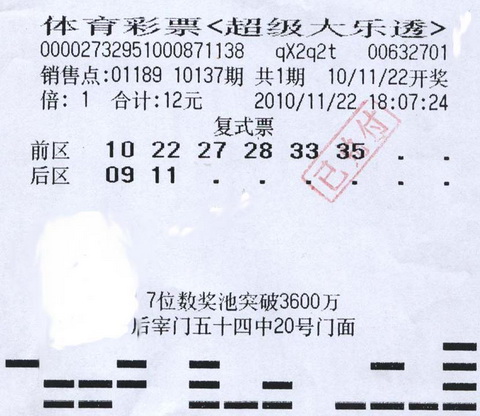 体育彩票<超级大乐透>
00002732951000871138 qX2q2t 00632701
销售点:01189 10137期 共1期 10/11/22开奖
倍: 1 合计:12元 2010/11/22 18:07:24
复式票
前区 10 22 27 28 33 35 . .
后区 09 11 . . . . . .
已兑付
7位数奖池突破3600万
后宰门五十四中20号门面